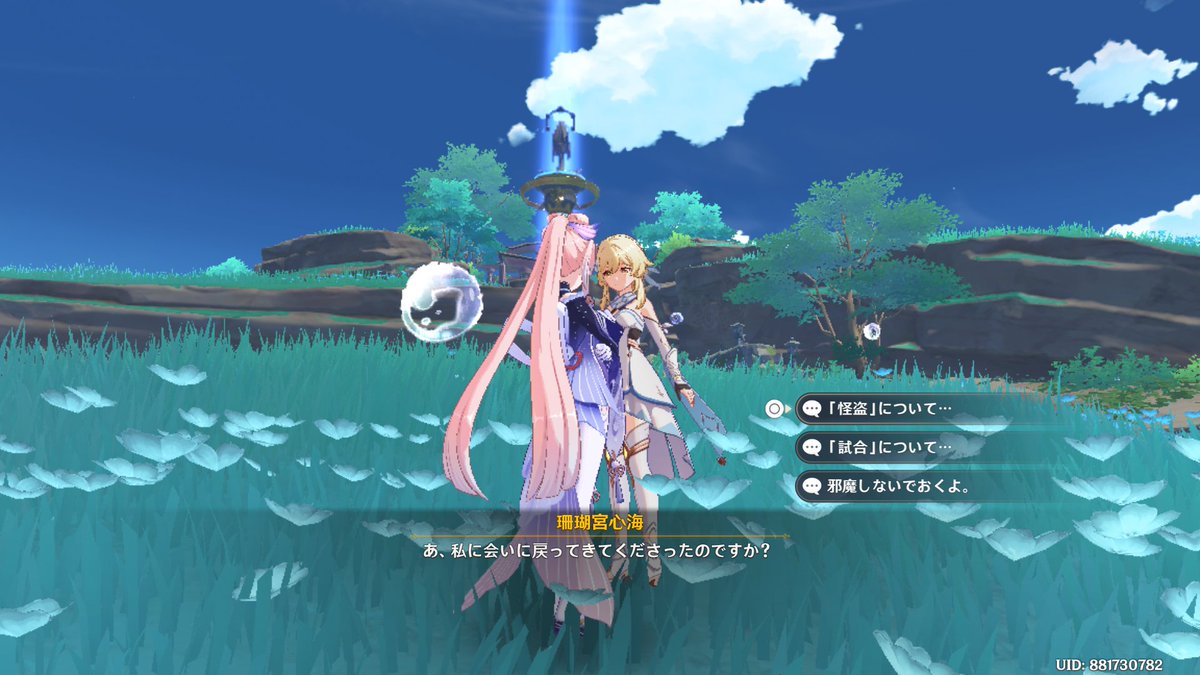 「怪盗」について…
「試合」について…
邪魔しないでおくよ。
珊瑚宮心海
あ、私に会いに戻ってきてくださったのですか？
UID: 881730782